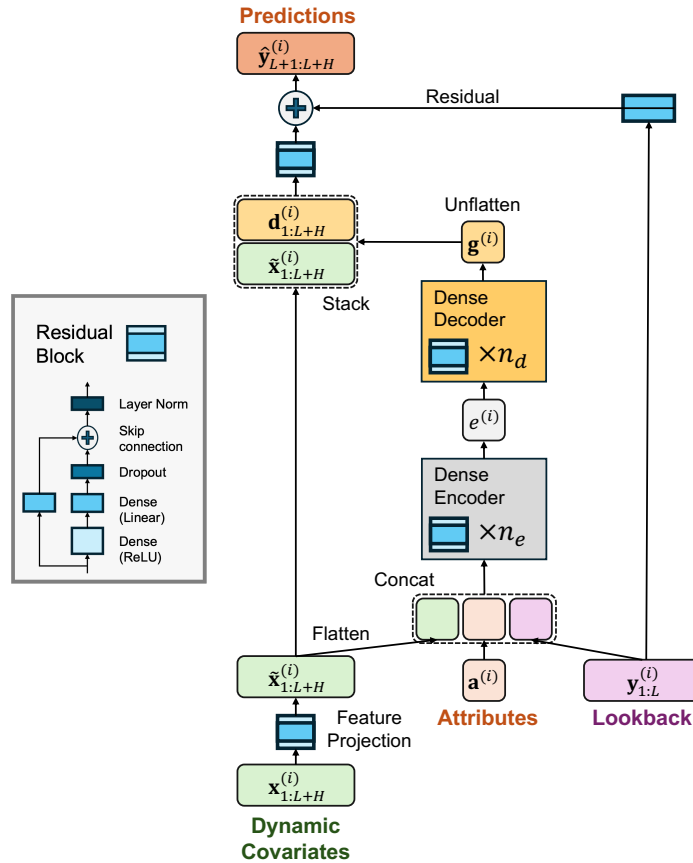 Predictions
ŷ^{(i)}_{L+1:L+H}
Residual
d^{(i)}_{1:L+H}
x̃^{(i)}_{1:L+H}
Stack
Unflatten
g^{(i)}
Dense
Decoder
×n_d
e^{(i)}
Dense
Encoder
×n_e
Concat
Residual
Block
Layer Norm
Skip
connection
Dropout
Dense
(Linear)
Dense
(ReLU)
Flatten
x̃^{(i)}_{1:L+H}
a^{(i)}
y^{(i)}_{1:L}
Attributes
Lookback
Feature
Projection
x^{(i)}_{1:L+H}
Dynamic
Covariates